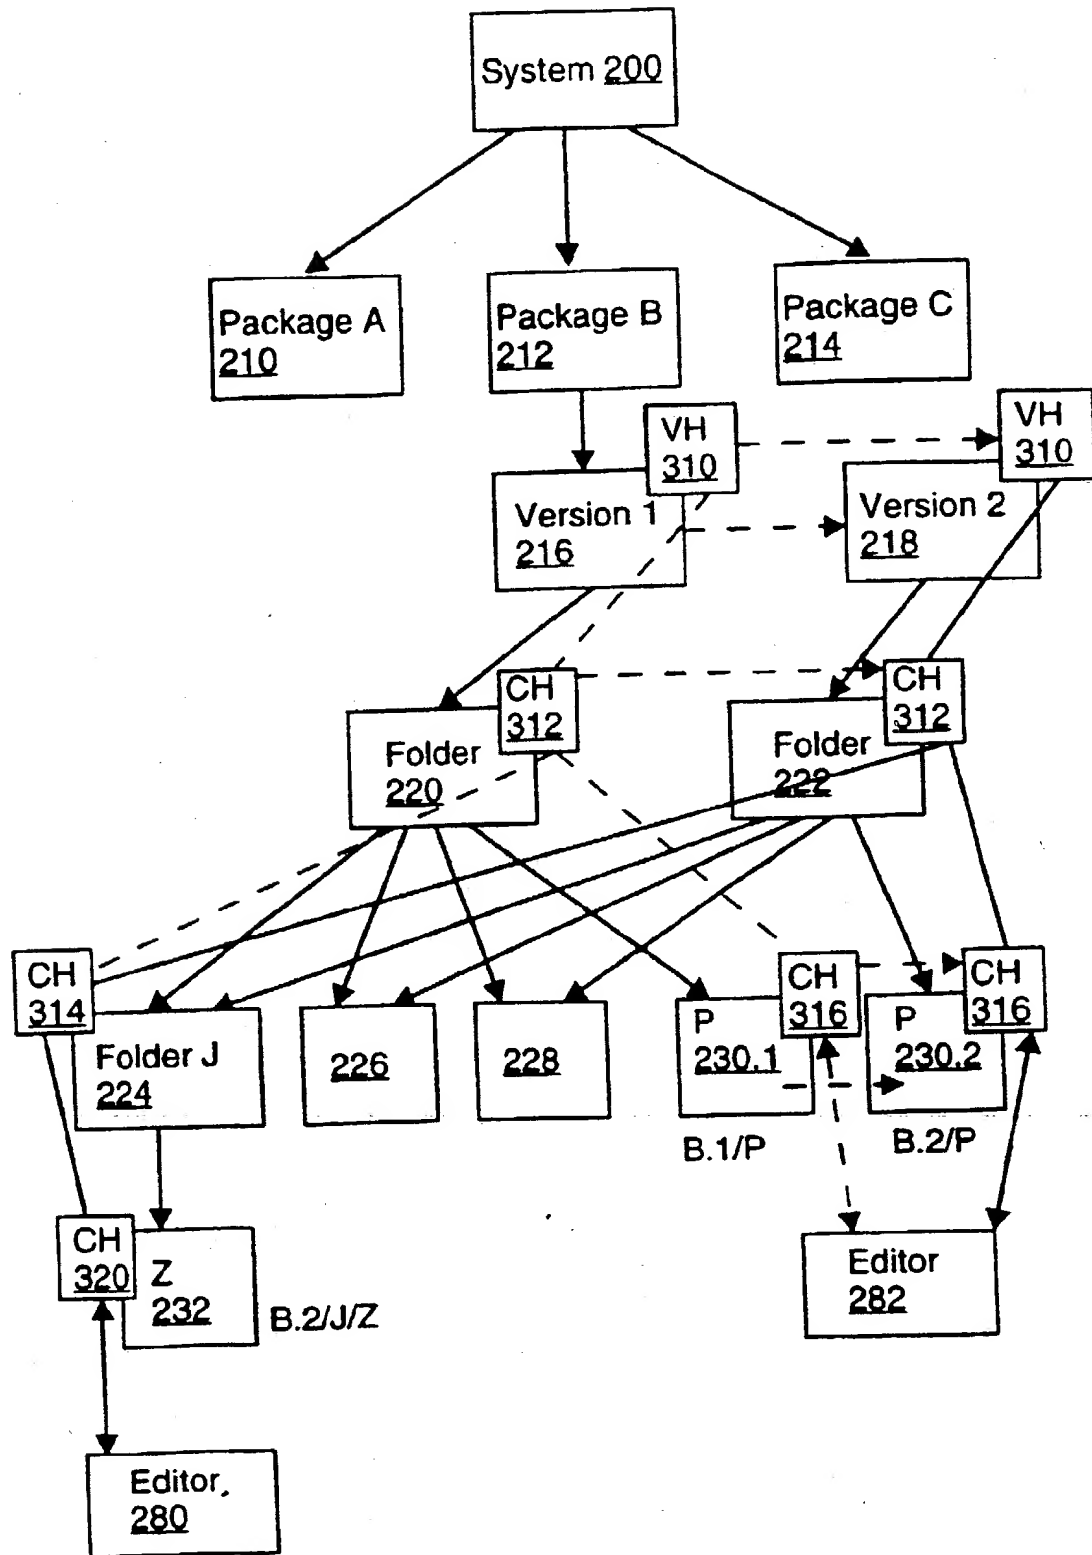 System 200
Package A
210
Package B
212
Package C
214
VH
310
VH
310
Version 1
216
Version 2
218
CH
312
CH
312
Folder
220
Folder
222
CH
314
CH
316
CH
316
Folder J
224
226
228
P
230.1
P
230.2
B.1/P
B.2/P
CH
320
Z
232
B.2/J/Z
Editor
282
Editor
280